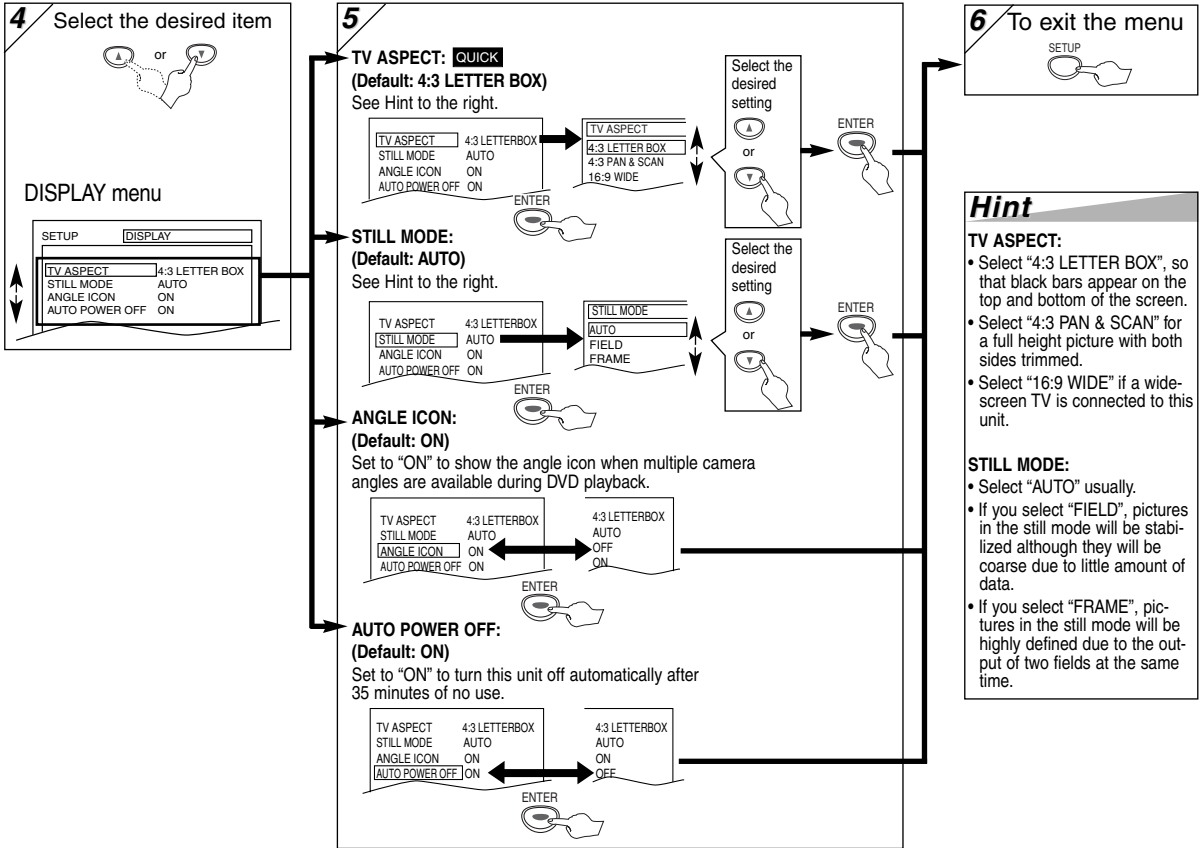 4 Select the desired item
or
DISPLAY menu
SETUP DISPLAY
TV ASPECT 4:3 LETTER BOX
STILL MODE AUTO
ANGLE ICON ON
AUTO POWER OFF ON
5
TV ASPECT: QUICK
(Default: 4:3 LETTER BOX)
See Hint to the right.
TV ASPECT 4:3 LETTERBOX
STILL MODE AUTO
ANGLE ICON ON
AUTO POWER OFF ON
ENTER
TV ASPECT
4:3 LETTER BOX
4:3 PAN & SCAN
16:9 WIDE
Select the
desired
setting
or
ENTER
STILL MODE:
(Default: AUTO)
See Hint to the right.
TV ASPECT 4:3 LETTERBOX
STILL MODE AUTO
ANGLE ICON ON
AUTO POWER OFF ON
ENTER
STILL MODE
AUTO
FIELD
FRAME
Select the
desired
setting
or
ENTER
ANGLE ICON:
(Default: ON)
Set to “ON” to show the angle icon when multiple camera
angles are available during DVD playback.
TV ASPECT 4:3 LETTERBOX
STILL MODE AUTO
ANGLE ICON ON
AUTO POWER OFF ON
4:3 LETTERBOX
AUTO
OFF
ON
ENTER
AUTO POWER OFF:
(Default: ON)
Set to “ON” to turn this unit off automatically after
35 minutes of no use.
TV ASPECT 4:3 LETTERBOX
STILL MODE AUTO
ANGLE ICON ON
AUTO POWER OFF ON
4:3 LETTERBOX
AUTO
ON
OFF
ENTER
6 To exit the menu
SETUP
Hint
TV ASPECT:
• Select “4:3 LETTER BOX”, so
that black bars appear on the
top and bottom of the screen.
• Select “4:3 PAN & SCAN” for
a full height picture with both
sides trimmed.
• Select “16:9 WIDE” if a wide-
screen TV is connected to this
unit.
STILL MODE:
• Select “AUTO” usually.
• If you select “FIELD”, pictures
in the still mode will be stabi-
lized although they will be
coarse due to little amount of
data.
• If you select “FRAME”, pic-
tures in the still mode will be
highly defined due to the out-
put of two fields at the same
time.